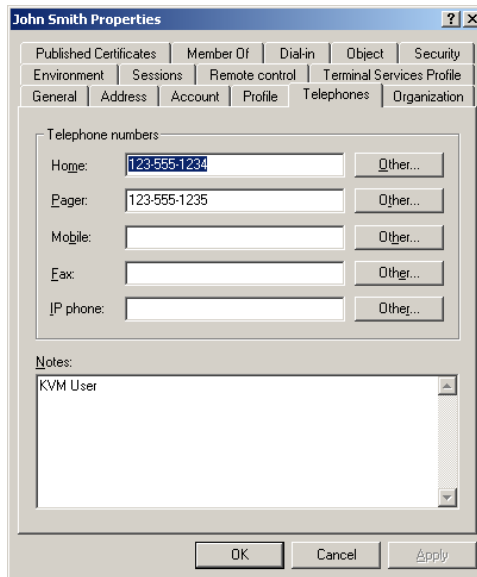 John Smith Properties
Published Certificates Member Of Dial-in Object Security
Environment Sessions Remote control Terminal Services Profile
General Address Account Profile Telephones Organization
Telephone numbers
Home: 123-555-1234 Other...
Pager: 123-555-1235 Other...
Mobile: Other...
Fax: Other...
IP phone: Other...
Notes:
KVM User
OK Cancel Apply